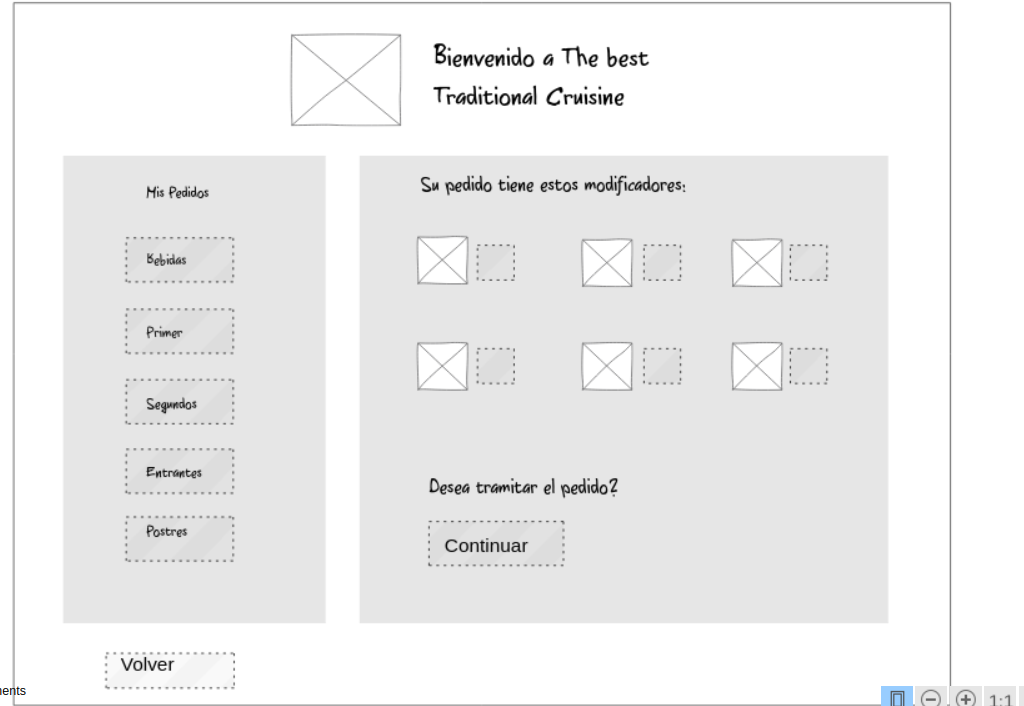 Bienvenido a The best
Traditional Cruisine
Mis Pedidos
Bebidas
Primer
Segundos
Entrantes
Postres
Su pedido tiene estos modificadores:
Desea tramitar el pedido?
Continuar
Volver
nents
1:1